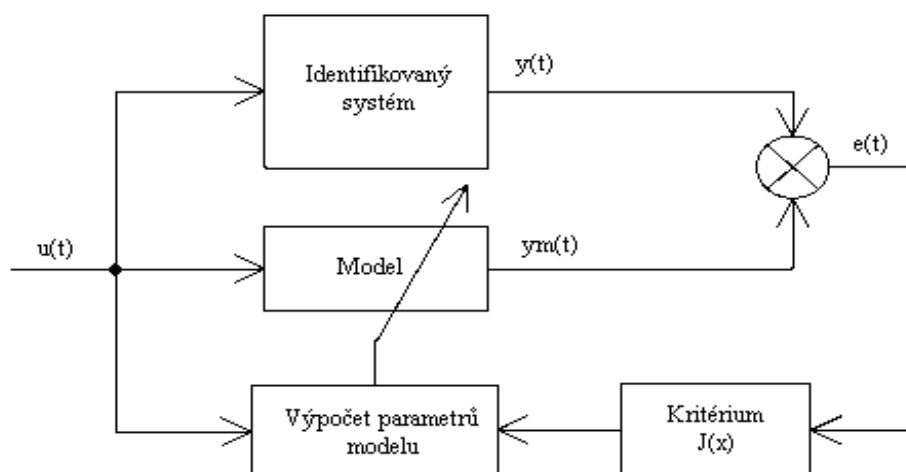 Identifikovaný
systém
y(t)
e(t)
u(t)
Model
ym(t)
Výpočet parametrů
modelu
Kritérium
J(x)